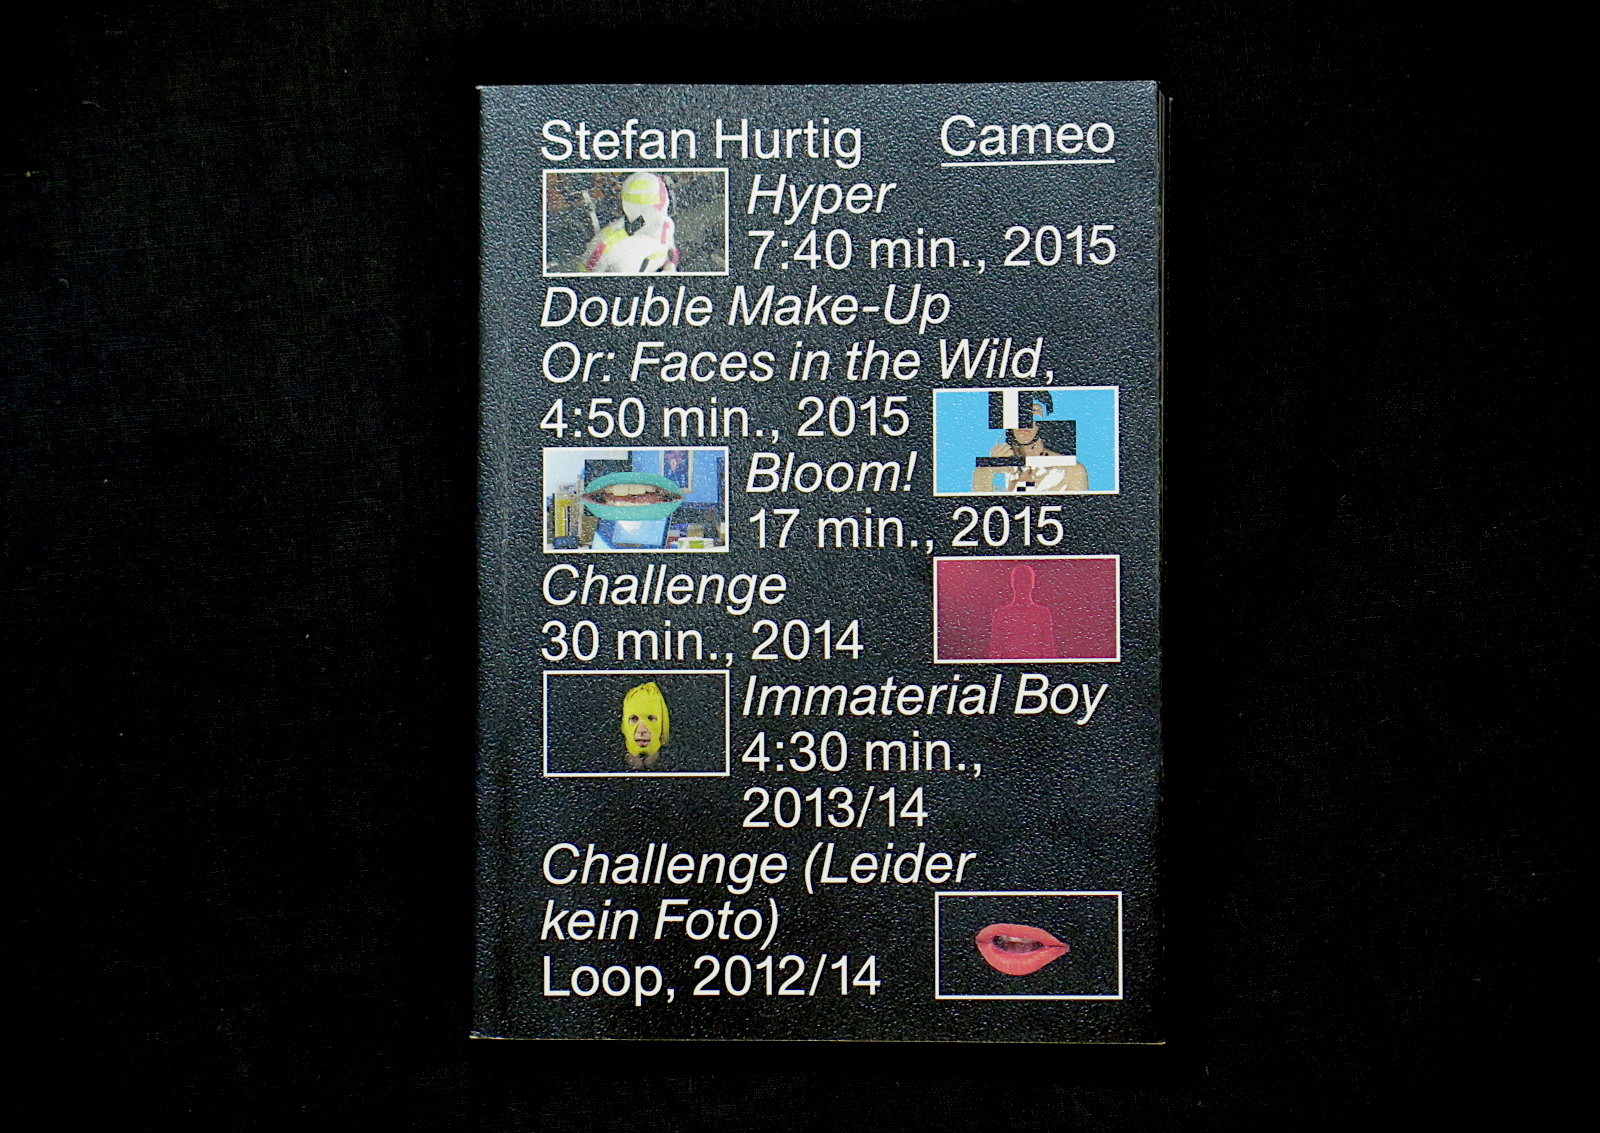 Stefan Hurtig Cameo
Hyper
7:40 min., 2015
Double Make-Up
Or: Faces in the Wild,
4:50 min., 2015
Bloom!
17 min., 2015
Challenge
30 min., 2014
Immaterial Boy
4:30 min.,
2013/14
Challenge (Leider
kein Foto)
Loop, 2012/14